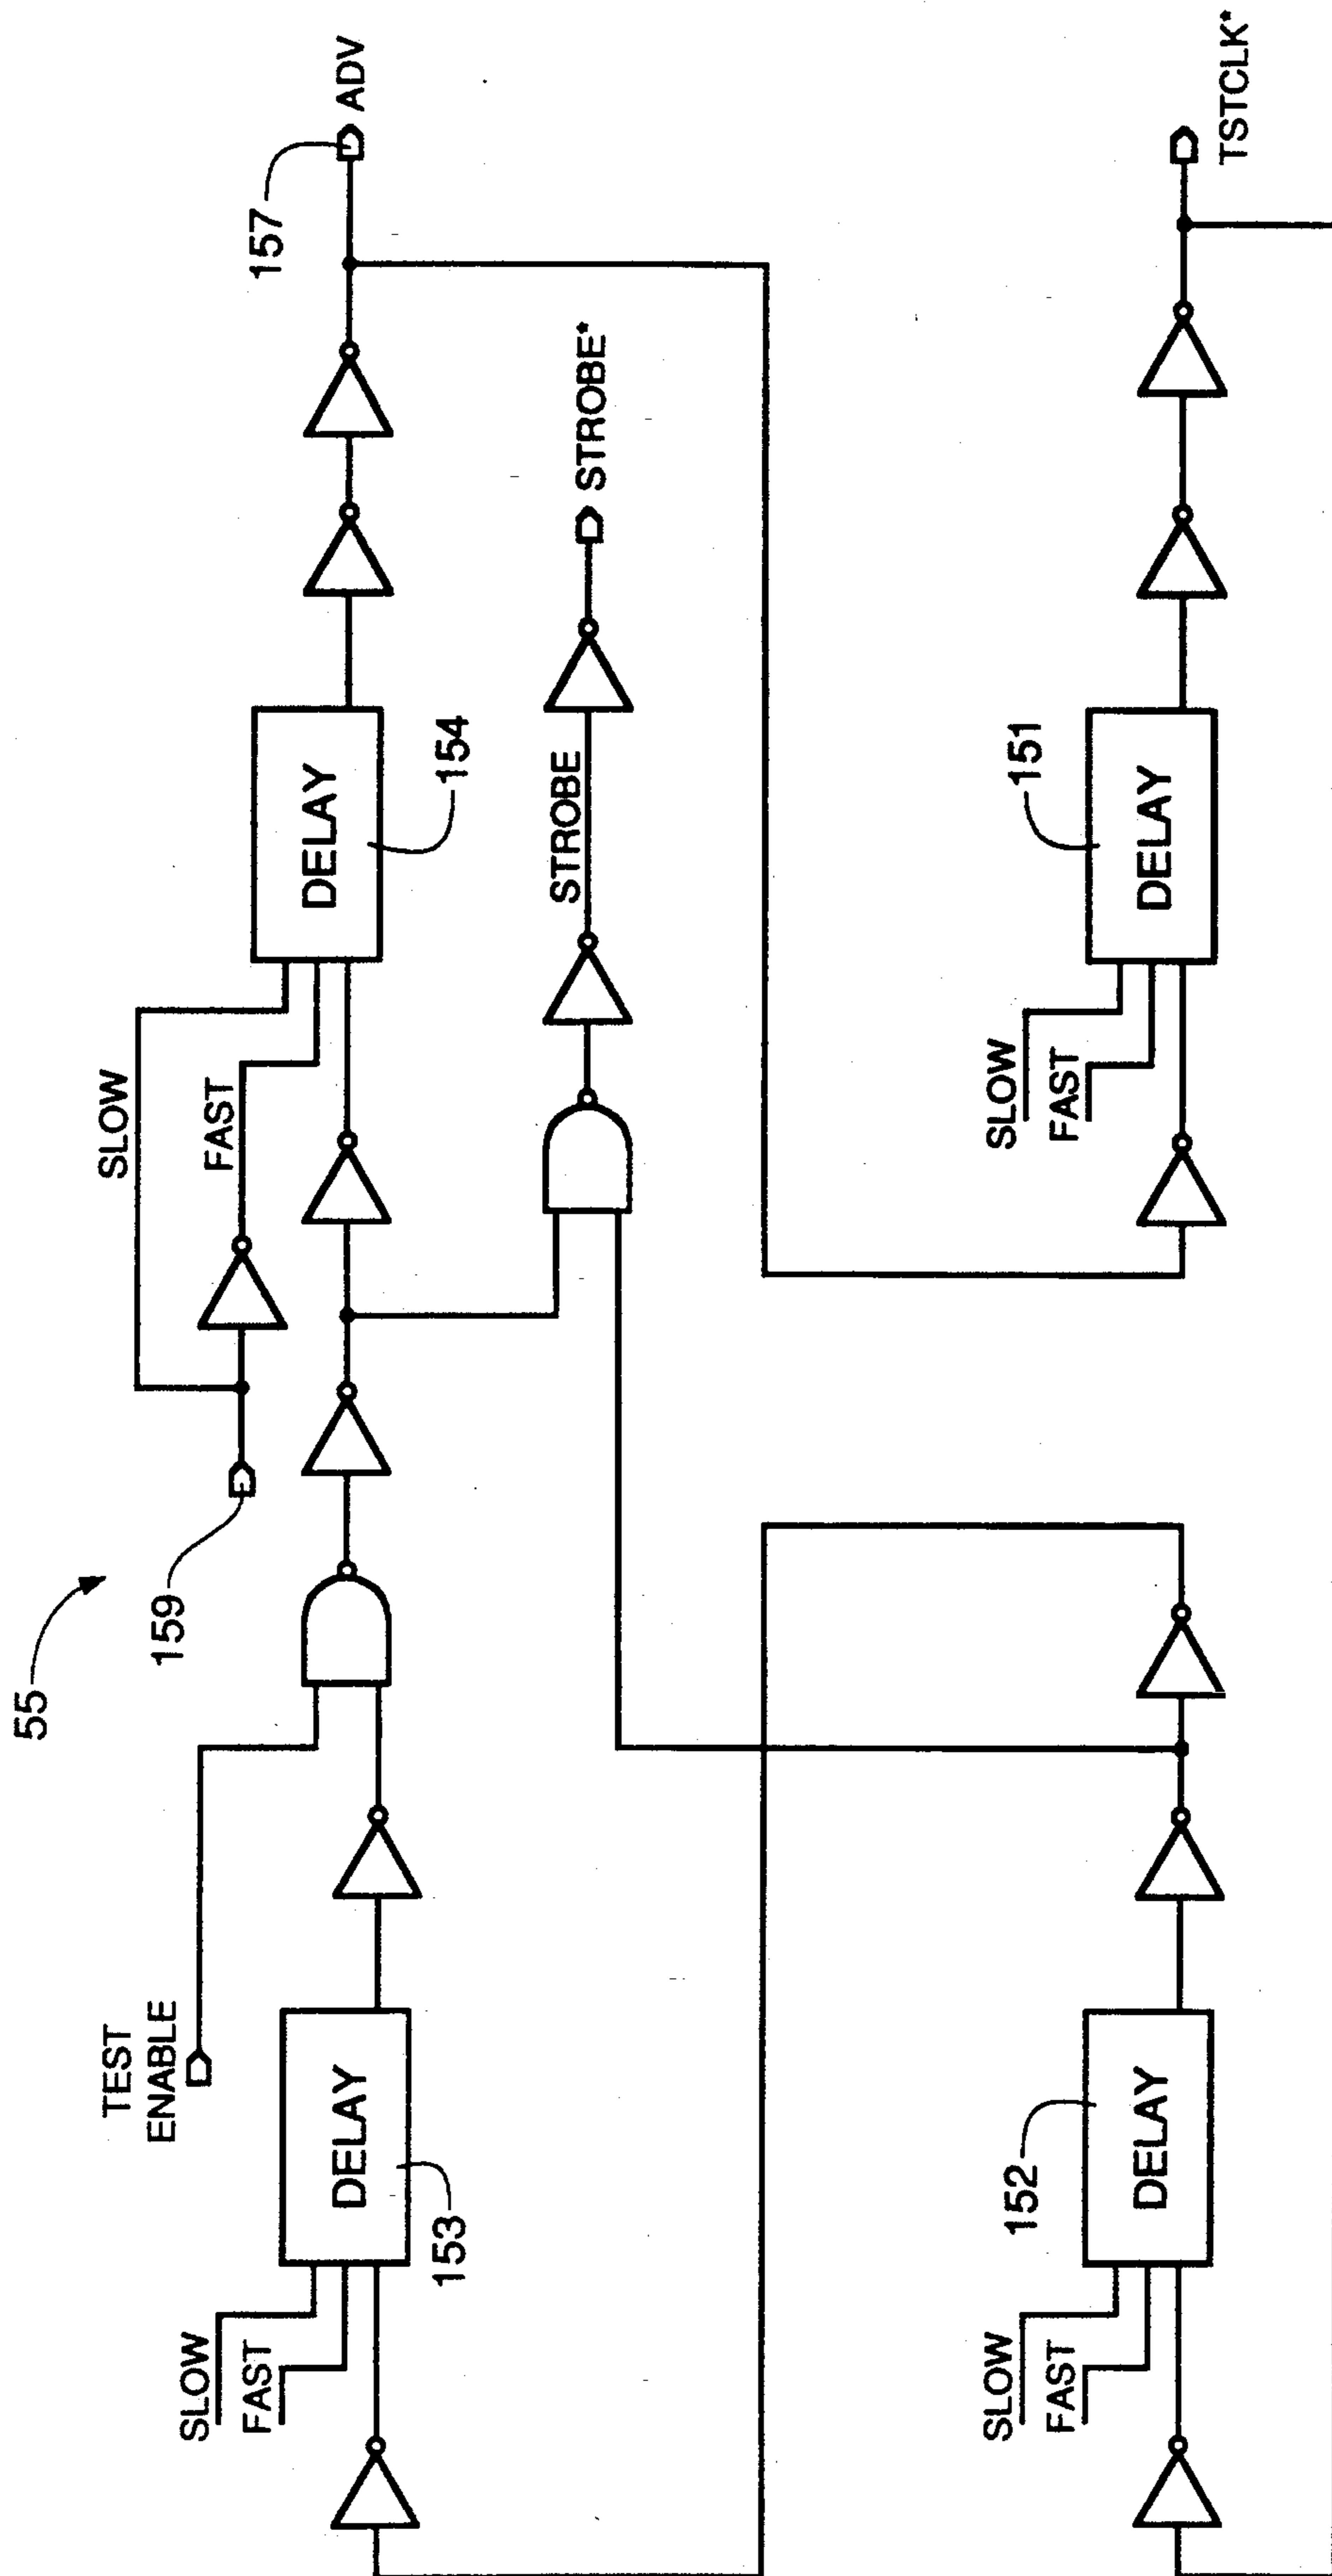 55
159
SLOW
FAST
157
ADV
TEST
ENABLE
SLOW
FAST
DELAY
153
DELAY
154
STROBE
STROBE*
SLOW
FAST
DELAY
152
SLOW
FAST
DELAY
151
TSTCLK*